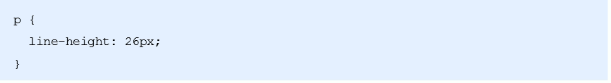 p {
  line-height: 26px;
}